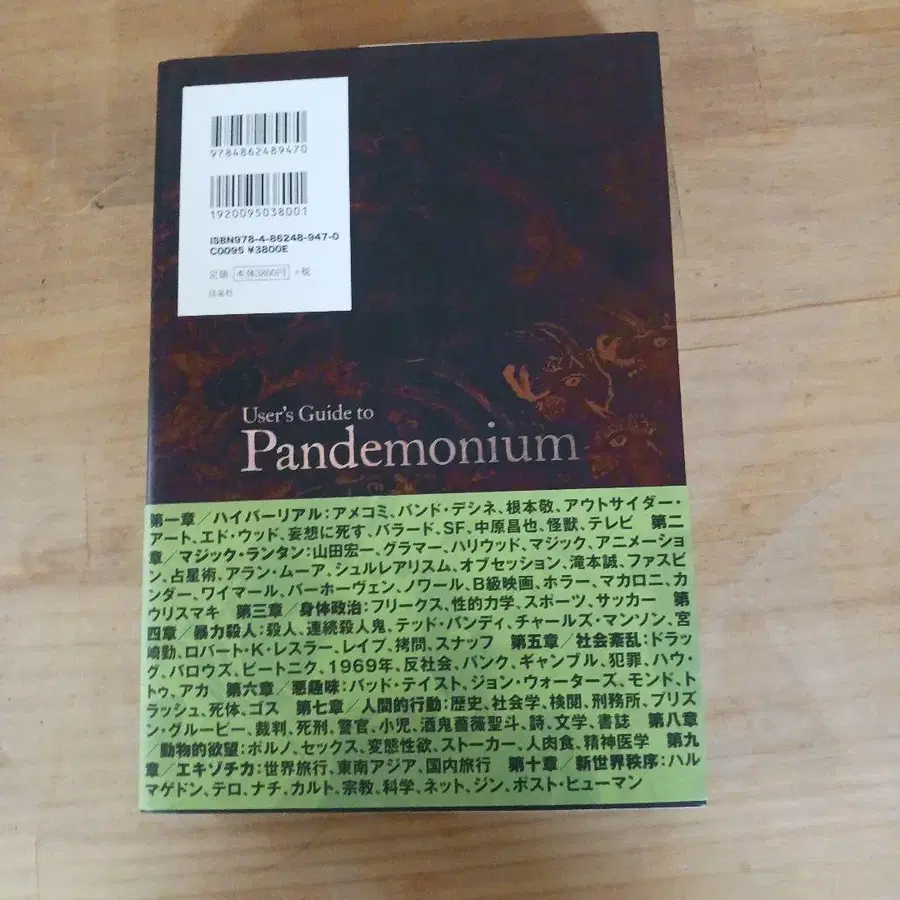 9784862489470
1920095038001
ISBN978-4-86248-947-0
C0095 ¥3800E
定価 本体3800円 +税
洋泉社
User's Guide to
Pandemonium
第一章/ハイパーリアル:アメコミ、バンド・デシネ、根本敬、アウトサイダー・
アート、エド・ウッド、妄想に死す、バラード、SF、中原昌也、怪獣、テレビ 第二
章/マジック・ランタン:山田宏一、グラマー、ハリウッド、マジック、アニメーショ
ン、占星術、アラン・ムーア、シュルレアリスム、オブセッション、滝本誠、ファスビ
ンダー、ワイマール、バーホーヴェン、ノワール、B級映画、ホラー、マカロニ、カ
ウリスマキ 第三章/身体政治:フリークス、性的力学、スポーツ、サッカー 第
四章/暴力殺人:殺人、連続殺人鬼、テッド・バンディ、チャールズ・マンソン、宮
崎勤、ロバート・K・レスラー、レイプ、拷問、スナッフ 第五章/社会紊乱:ドラッ
グ、バロウズ、ビートニク、1969年、反社会、パンク、ギャンブル、犯罪、ハウ・
トゥ、アカ 第六章/悪趣味:バッド・テイスト、ジョン・ウォーターズ、モンド、ト
ラッシュ、死体、ゴス 第七章/人間的行動:歴史、社会学、検閲、刑務所、プリズ
ン・グルーピー、裁判、死刑、警官、小児、酒鬼薔薇聖斗、詩、文学、書誌 第八章
/動物的欲望:ポルノ、セックス、変態性欲、ストーカー、人肉食、精神医学 第九
章/エキゾチカ:世界旅行、東南アジア、国内旅行 第十章/新世界秩序:ハル
マゲドン、テロ、ナチ、カルト、宗教、科学、ネット、ジン、ポスト・ヒューマン